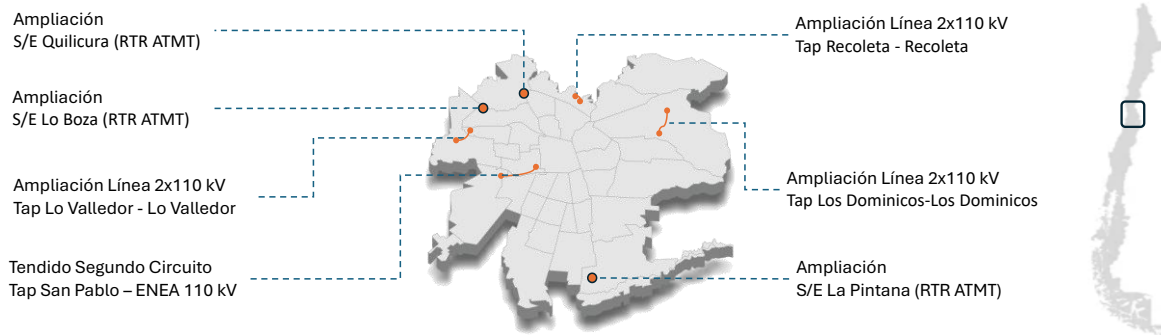 Ampliación
S/E Quilicura (RTR ATMT)
Ampliación
S/E Lo Boza (RTR ATMT)
Ampliación Línea 2x110 kV
Tap Lo Valledor - Lo Valledor
Tendido Segundo Circuito
Tap San Pablo – ENEA 110 kV
Ampliación Línea 2x110 kV
Tap Recoleta - Recoleta
Ampliación Línea 2x110 kV
Tap Los Dominicos-Los Dominicos
Ampliación
S/E La Pintana (RTR ATMT)